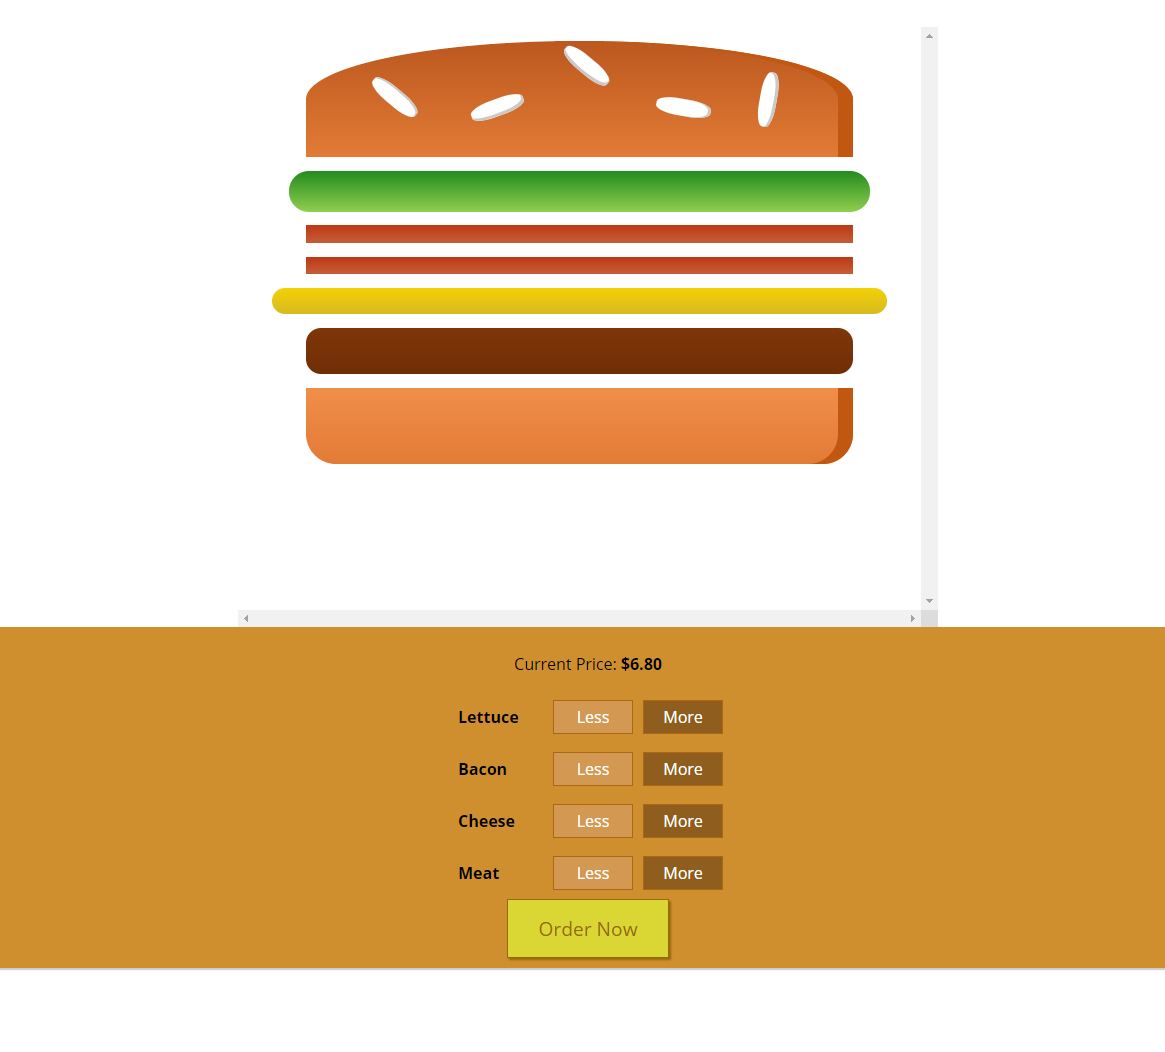 Current Price: $6.80
Lettuce Less More
Bacon Less More
Cheese Less More
Meat Less More
Order Now